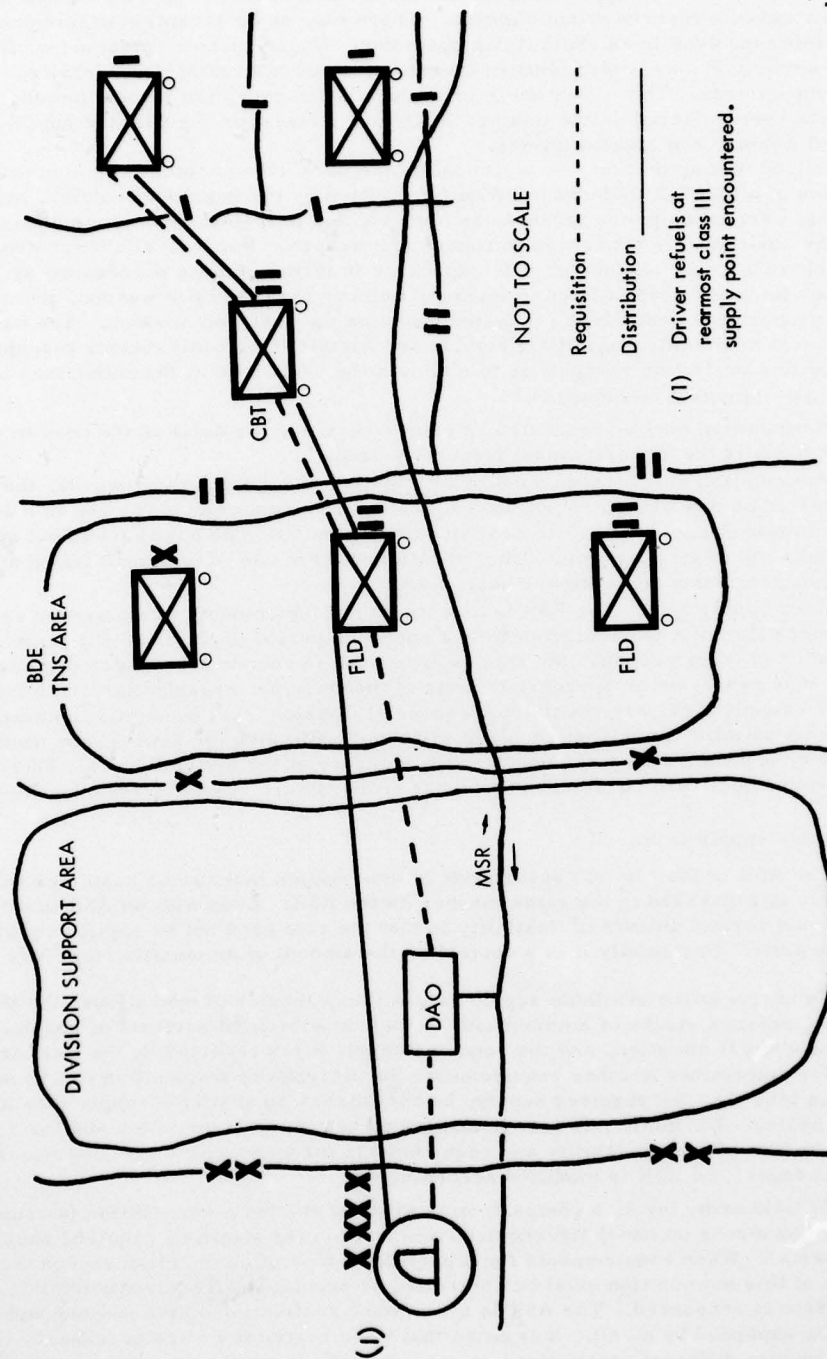 BDE
TNS AREA
DIVISION SUPPORT AREA
CBT
FLD
FLD
DAO
MSR
(1)
NOT TO SCALE
Requisition
Distribution
(1) Driver refuels at
rearmost class III
supply point encountered.